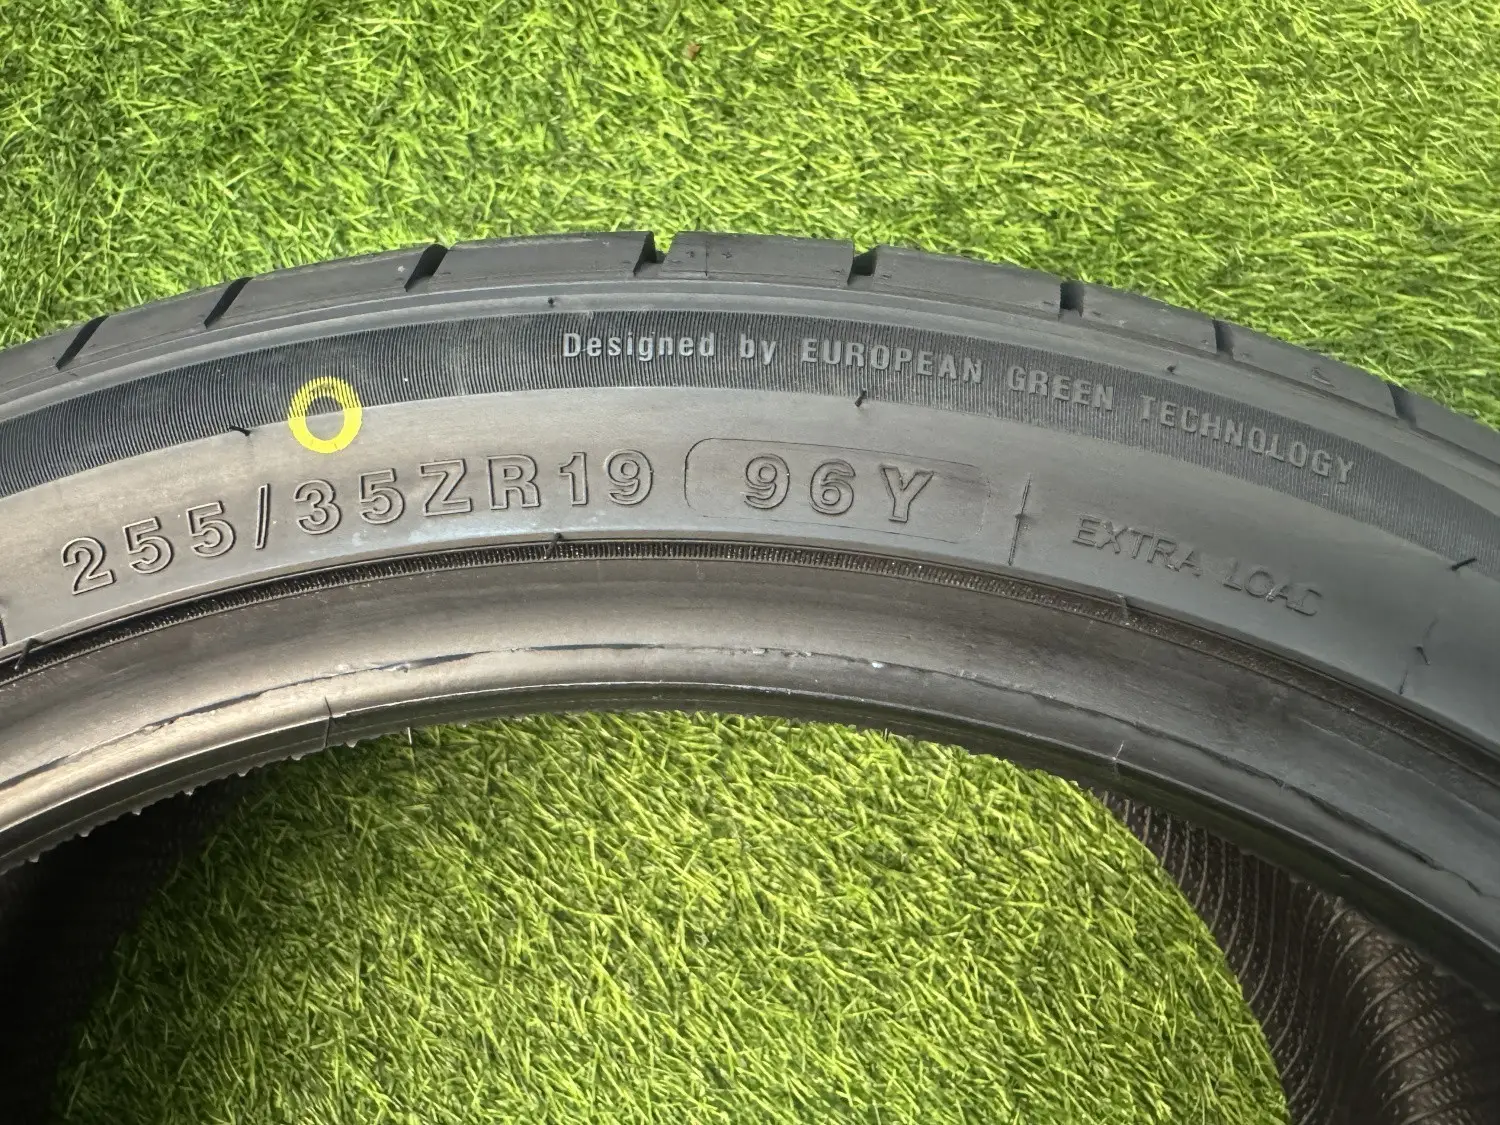 Designed by EUROPEAN GREEN TECHNOLOGY
255/35ZR19 96Y EXTRA LOAD